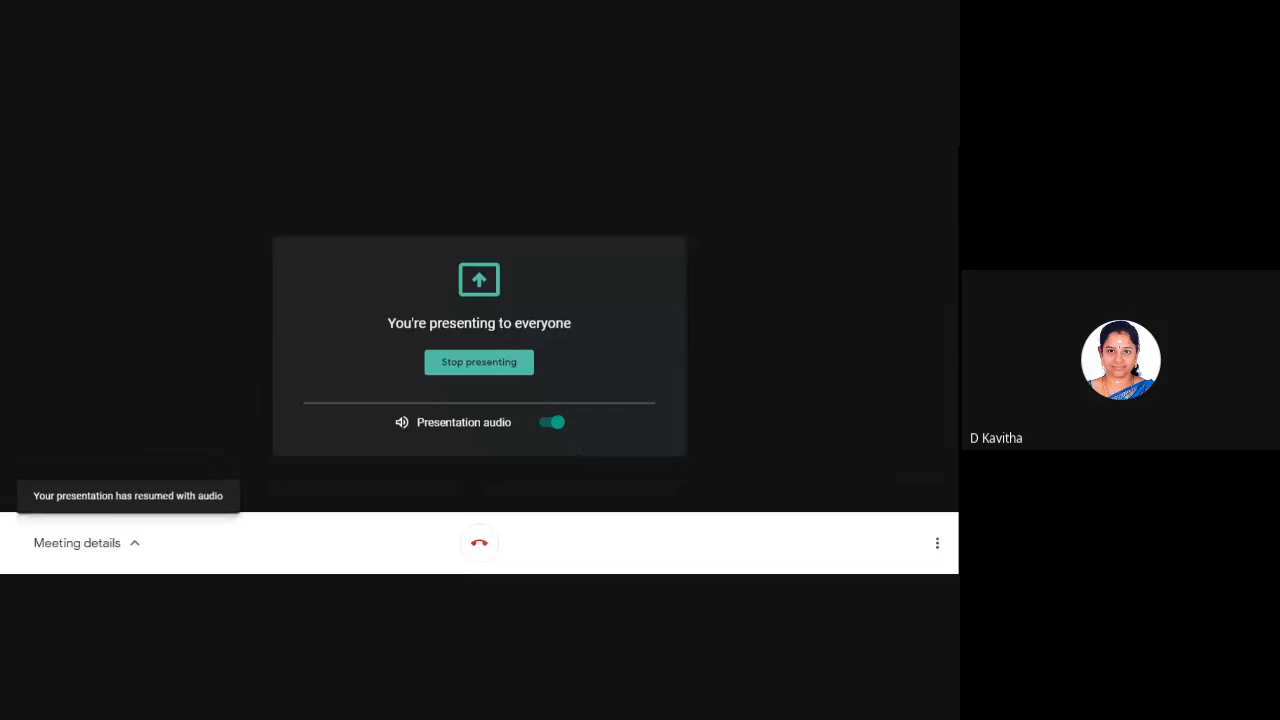 You're presenting to everyone
Stop presenting
Presentation audio
D Kavitha
Your presentation has resumed with audio
Meeting details